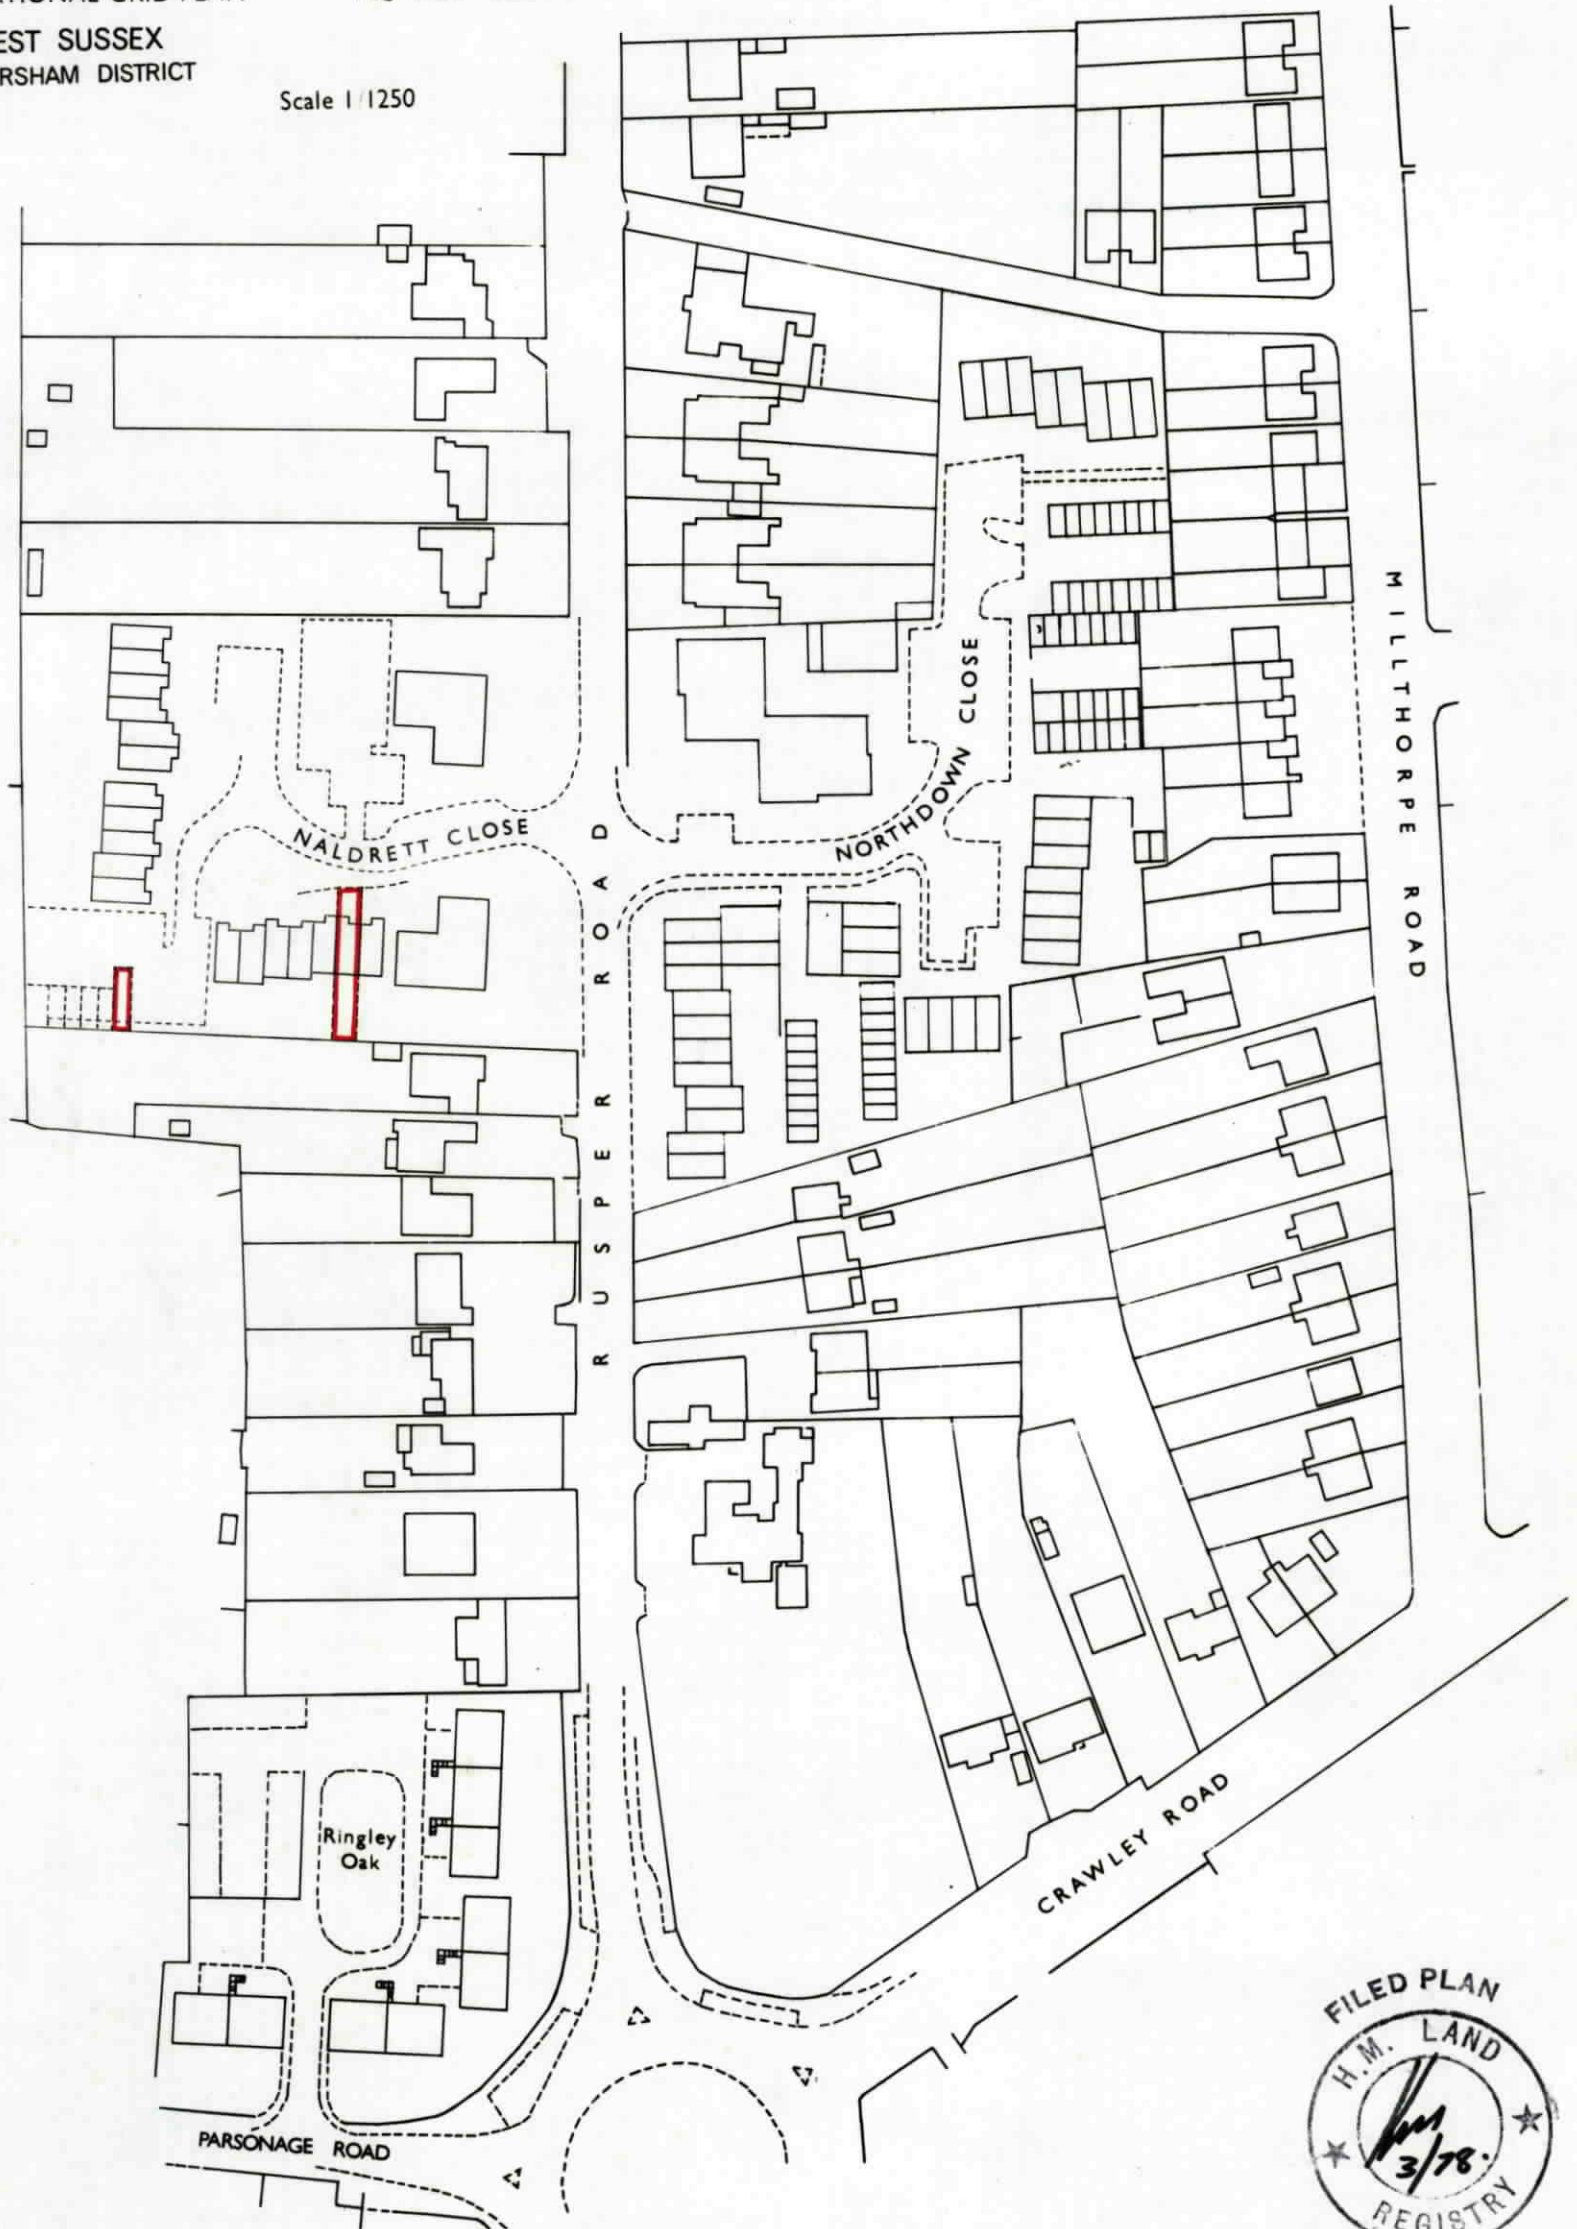 EST SUSSEX
RSHAM DISTRICT
Scale 1/1250
NALDRETT CLOSE
NORTHDOWN CLOSE
MILLTHORPE ROAD
RUSPER ROAD
Ringley
Oak
CRAWLEY ROAD
PARSONAGE ROAD
FILED PLAN
H.M. LAND
3/78.
REGISTRY